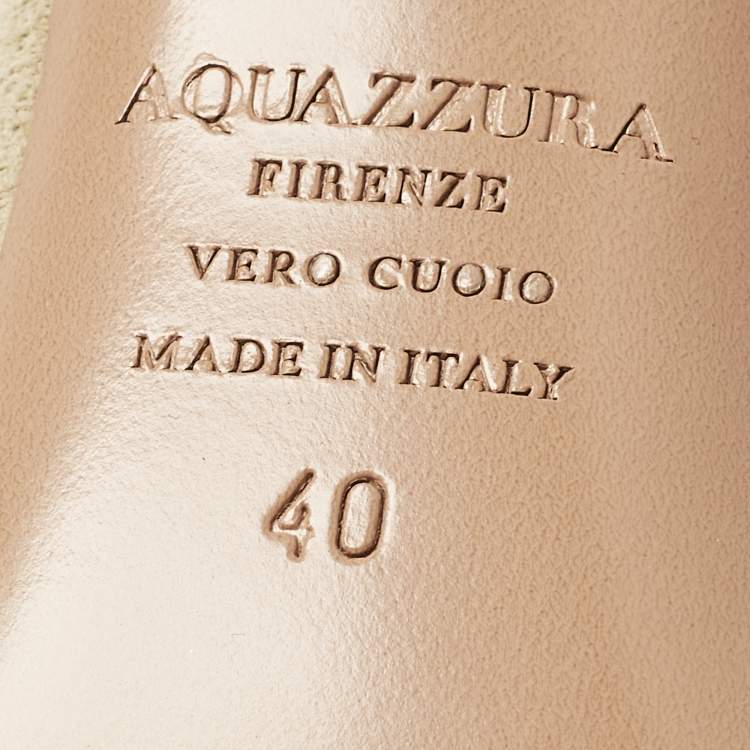 AQUAZZURA
FIRENZE
VERO CUOIO
MADE IN ITALY
40